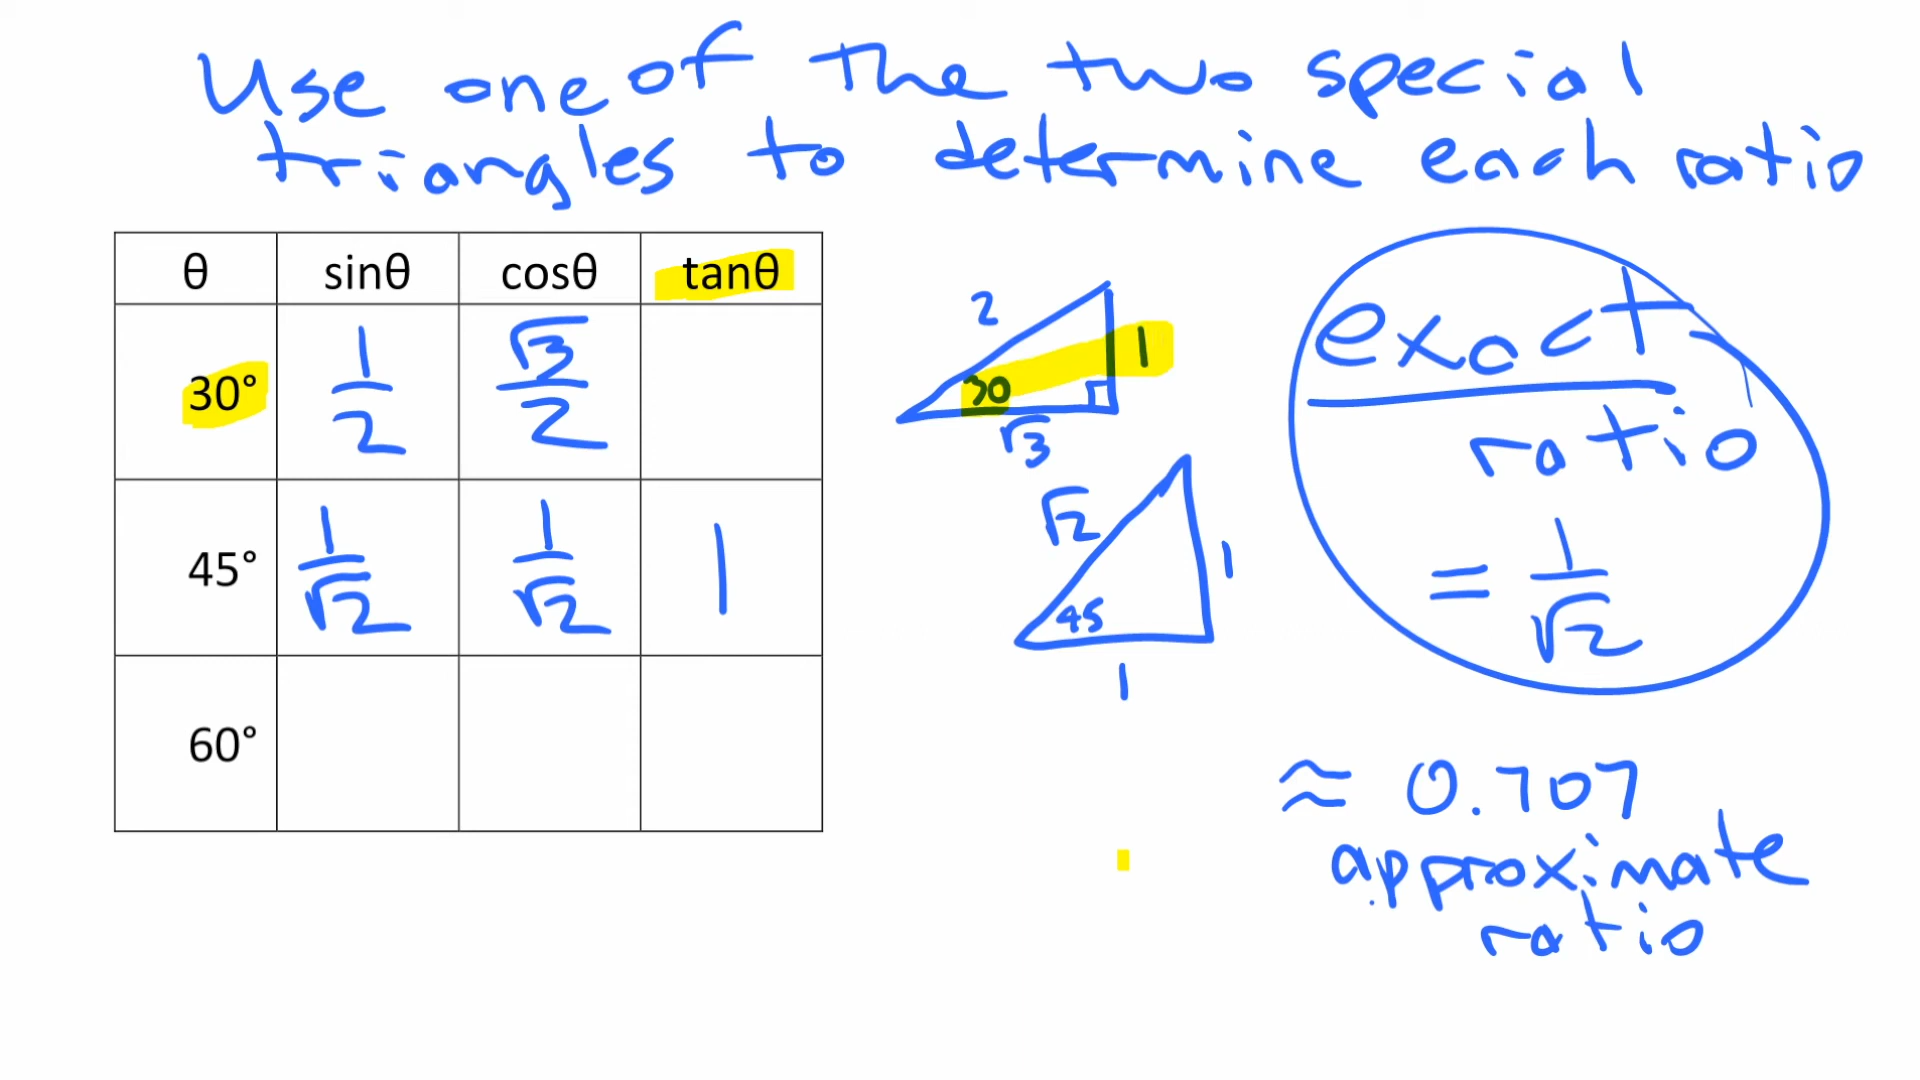 Use one of the two special
triangles to determine each ratio
θ sinθ cosθ tanθ
30° 1/2 √3/2
45° 1/√2 1/√2 1
60°
2
30
1
√3
√2
45
1
1
exact
ratio
= 1/√2
≈ 0.707
approximate
ratio